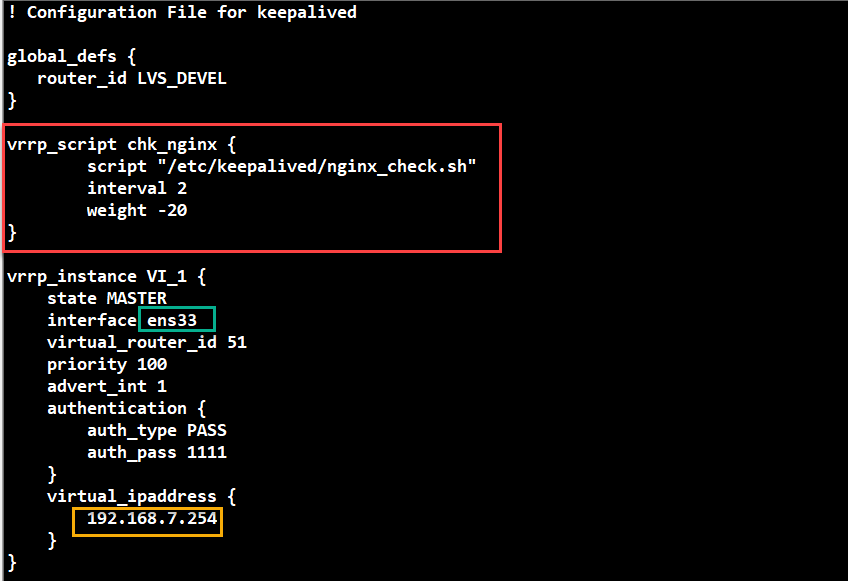 ! Configuration File for keepalived
global_defs {
   router_id LVS_DEVEL
}
vrrp_script chk_nginx {
        script "/etc/keepalived/nginx_check.sh"
        interval 2
        weight -20
}
vrrp_instance VI_1 {
    state MASTER
    interface ens33
    virtual_router_id 51
    priority 100
    advert_int 1
    authentication {
        auth_type PASS
        auth_pass 1111
    }
    virtual_ipaddress {
        192.168.7.254
    }
}